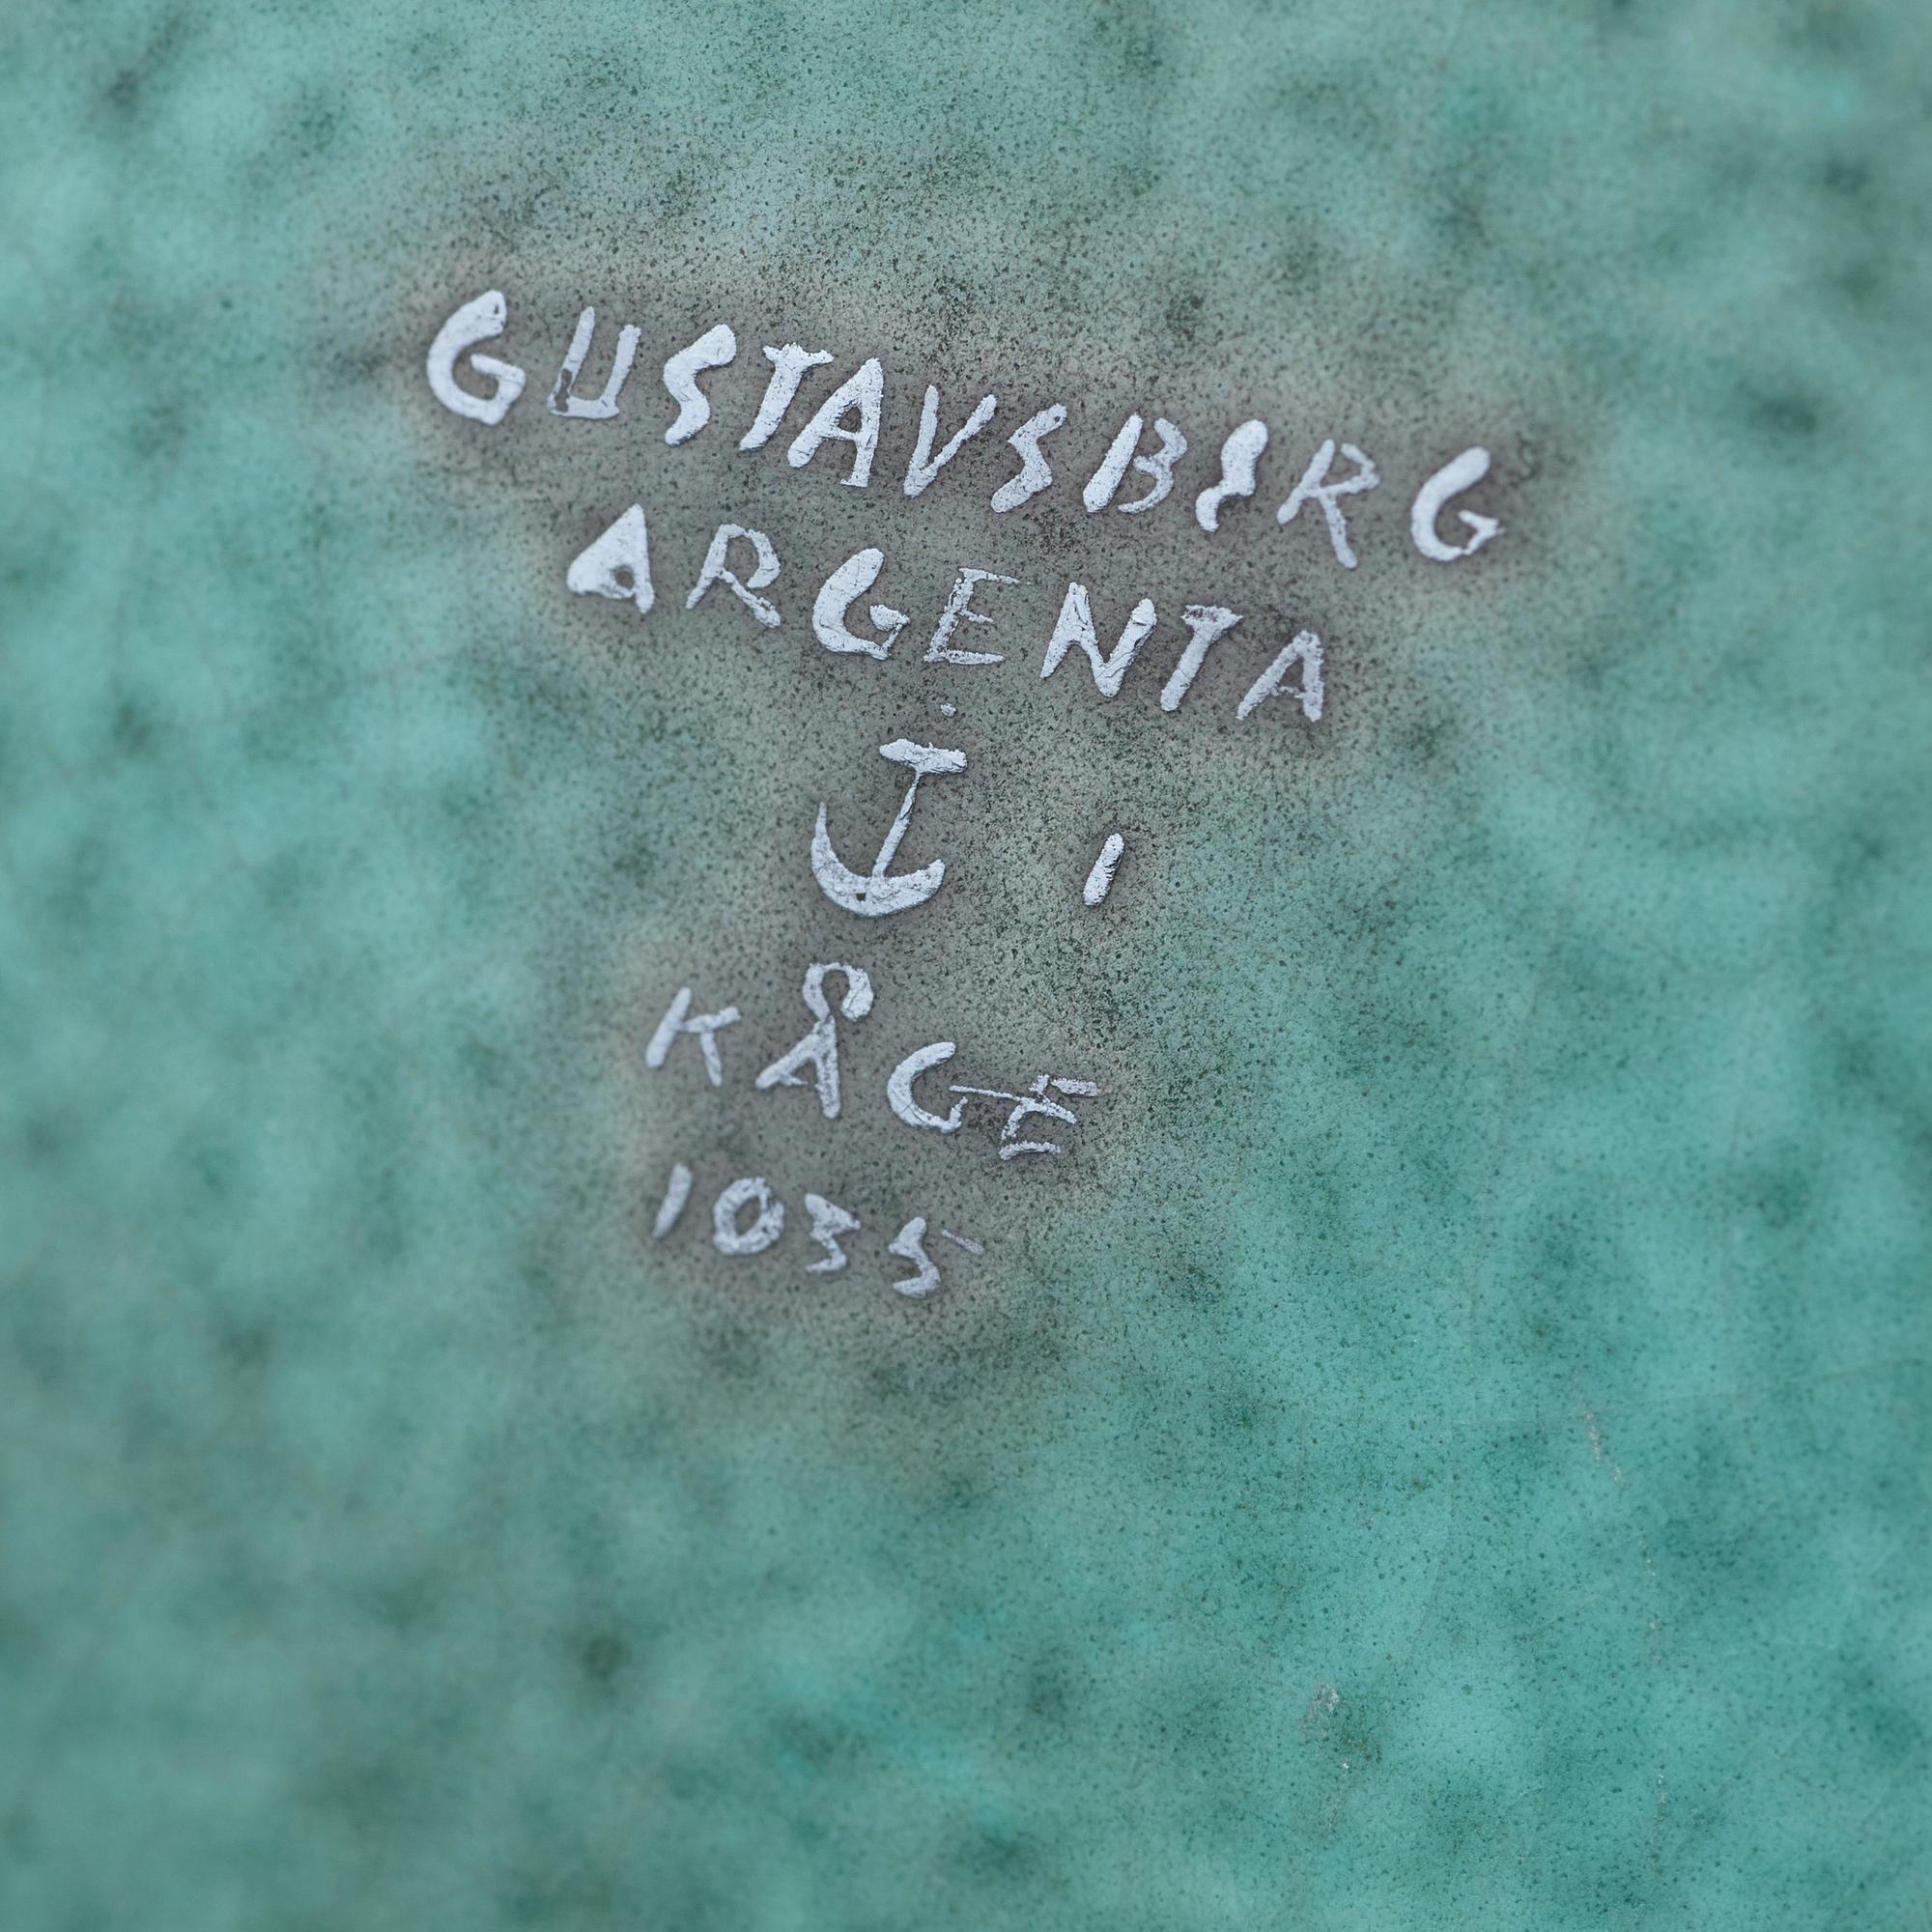 GUSTAVSBERG
ARGENTA
I
KÅGE
1035